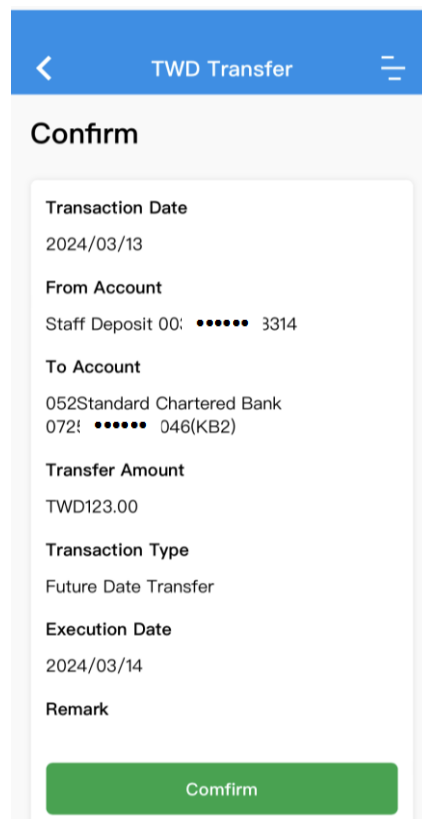 TWD Transfer
Confirm
Transaction Date
2024/03/13
From Account
Staff Deposit 00 •••••• 3314
To Account
052Standard Chartered Bank
072 •••••• 046(KB2)
Transfer Amount
TWD123.00
Transaction Type
Future Date Transfer
Execution Date
2024/03/14
Remark
Comfirm